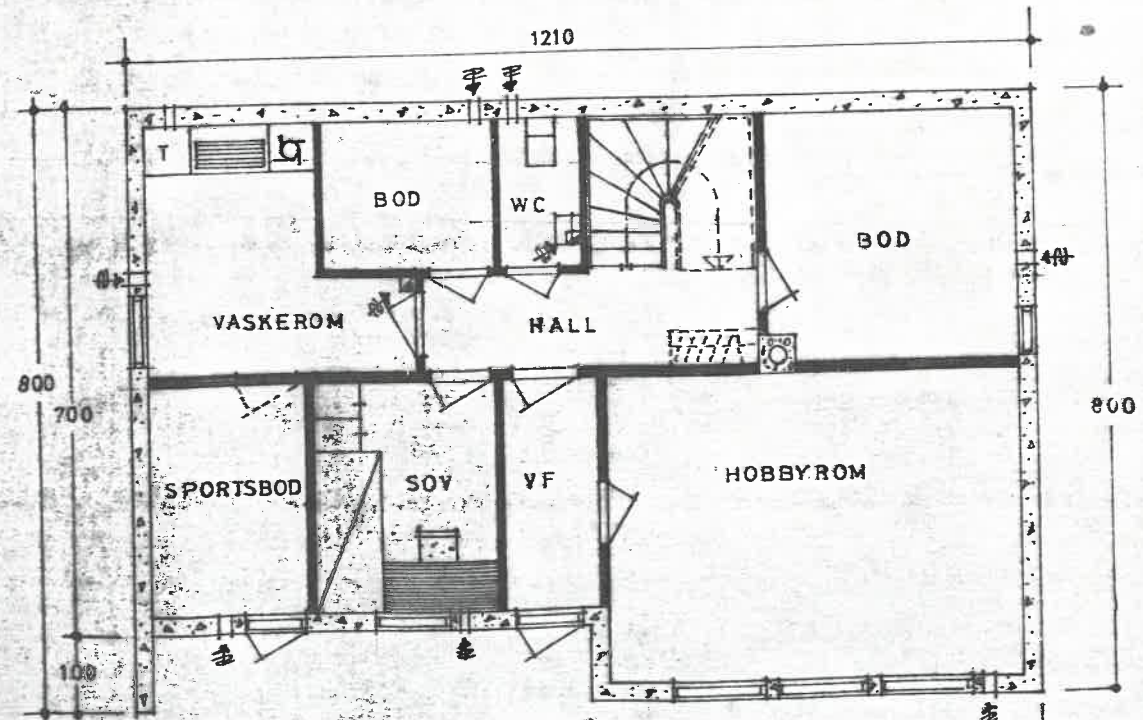 1210
T
BOD
WC
BOD
VASKEROM
HALL
800
700
800
SPORTSBOD
SOV
VF
HOBBYROM
100